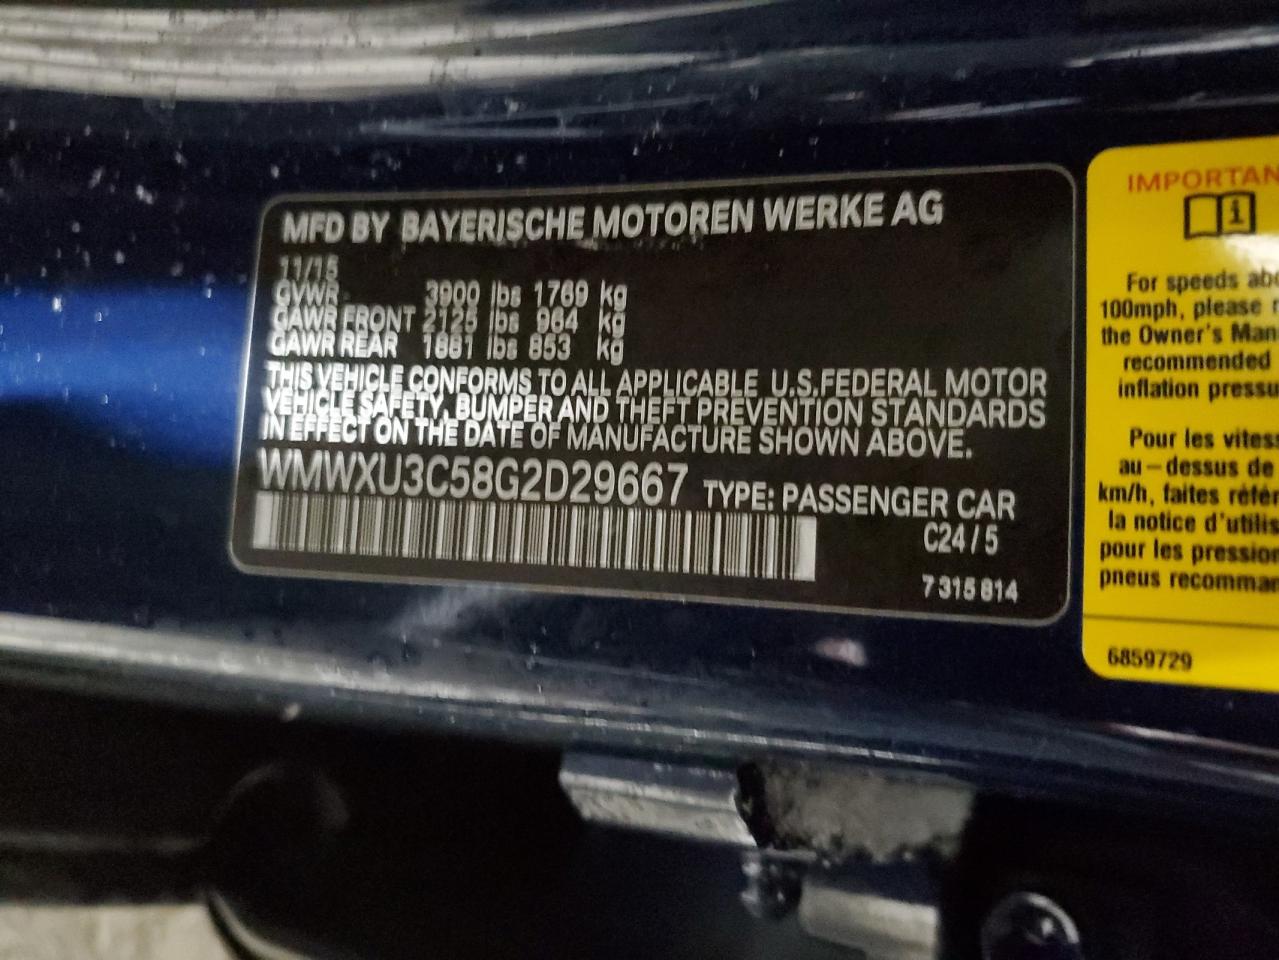 MFD BY BAYERISCHE MOTOREN WERKE AG
11/15
GVWR 3900 lbs 1769 kg
GAWR FRONT 2125 lbs 964 kg
GAWR REAR 1881 lbs 853 kg
THIS VEHICLE CONFORMS TO ALL APPLICABLE U.S.FEDERAL MOTOR
VEHICLE SAFETY, BUMPER AND THEFT PREVENTION STANDARDS
IN EFFECT ON THE DATE OF MANUFACTURE SHOWN ABOVE.
WMWXU3C58G2D29667 TYPE: PASSENGER CAR
C24/5
7 315 814
IMPORTAN
i
For speeds abo
100mph, please
the Owner's Man
recommended
inflation pressu
Pour les vitess
au-dessus de
km/h, faites référ
la notice d'utilis
pour les pression
pneus recomman
6859729